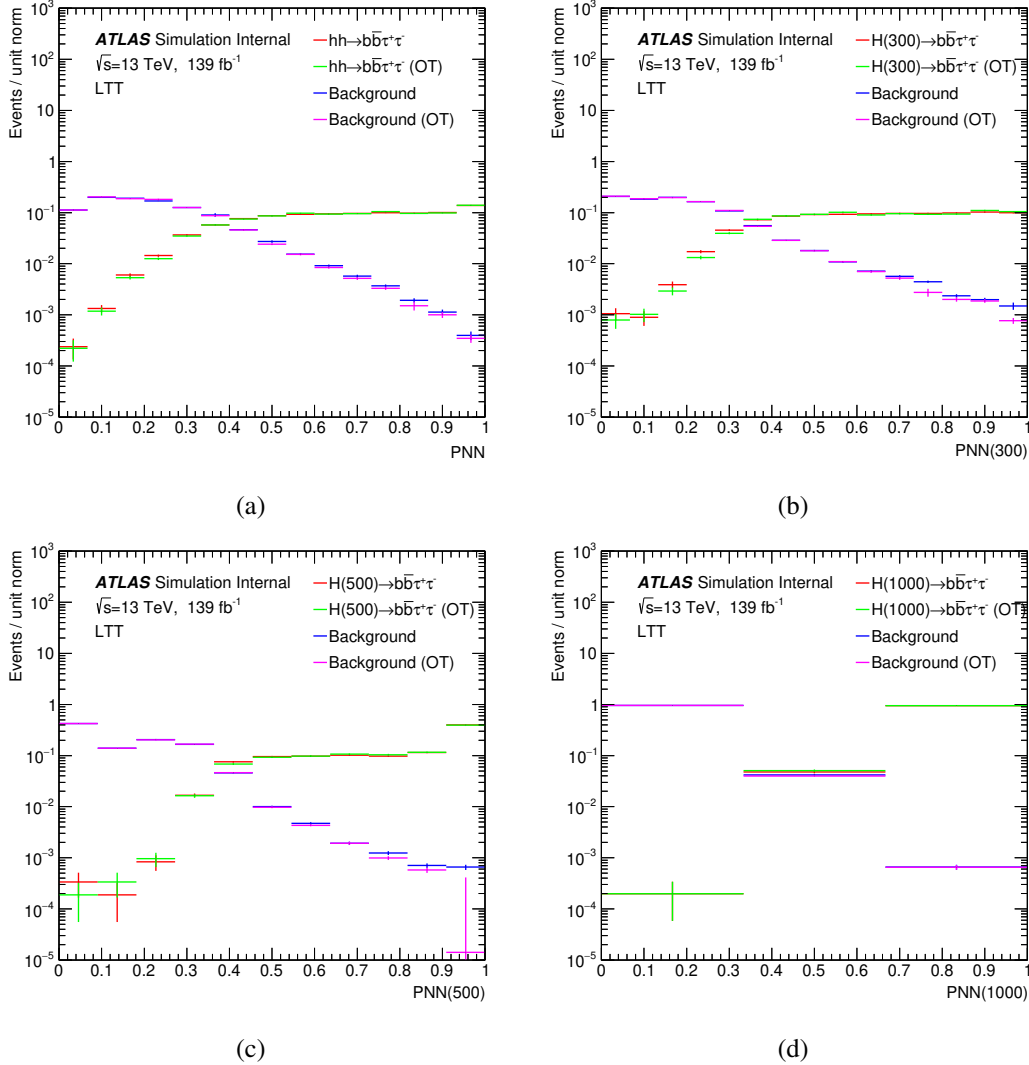 Events / unit norm
10³
10²
10
1
10⁻¹
10⁻²
10⁻³
10⁻⁴
10⁻⁵
ATLAS Simulation Internal
√s=13 TeV, 139 fb⁻¹
LTT
hh→bb̅τ⁺τ⁻
hh→bb̅τ⁺τ⁻ (OT)
Background
Background (OT)
0 0.1 0.2 0.3 0.4 0.5 0.6 0.7 0.8 0.9 1
PNN
(a)
Events / unit norm
10³
10²
10
1
10⁻¹
10⁻²
10⁻³
10⁻⁴
10⁻⁵
ATLAS Simulation Internal
√s=13 TeV, 139 fb⁻¹
LTT
H(300)→bb̅τ⁺τ⁻
H(300)→bb̅τ⁺τ⁻ (OT)
Background
Background (OT)
0 0.1 0.2 0.3 0.4 0.5 0.6 0.7 0.8 0.9 1
PNN(300)
(b)
Events / unit norm
10³
10²
10
1
10⁻¹
10⁻²
10⁻³
10⁻⁴
10⁻⁵
ATLAS Simulation Internal
√s=13 TeV, 139 fb⁻¹
LTT
H(500)→bb̅τ⁺τ⁻
H(500)→bb̅τ⁺τ⁻ (OT)
Background
Background (OT)
0 0.1 0.2 0.3 0.4 0.5 0.6 0.7 0.8 0.9 1
PNN(500)
(c)
Events / unit norm
10³
10²
10
1
10⁻¹
10⁻²
10⁻³
10⁻⁴
10⁻⁵
ATLAS Simulation Internal
√s=13 TeV, 139 fb⁻¹
LTT
H(1000)→bb̅τ⁺τ⁻
H(1000)→bb̅τ⁺τ⁻ (OT)
Background
Background (OT)
0 0.1 0.2 0.3 0.4 0.5 0.6 0.7 0.8 0.9 1
PNN(1000)
(d)